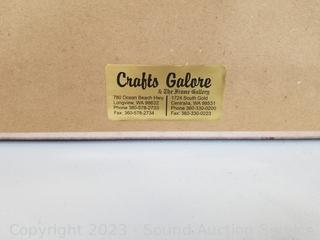 Crafts Galore
& The Frame Gallery
780 Ocean Beach Hwy.
Longview, WA 98632
Phone 360-578-2733
Fax: 360-578-2734
1724 South Gold
Centralia, WA 98531
Phone 360-330-0200
Fax: 360-330-0223
Copyright 2023 - Sound Auction Service